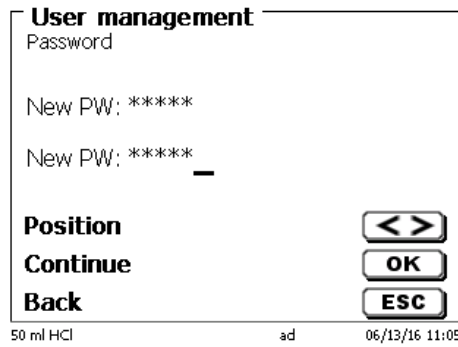 User management
Password
New PW: *****
New PW: *****_
Position < >
Continue OK
Back ESC
50 ml HCl ad 06/13/16 11:05